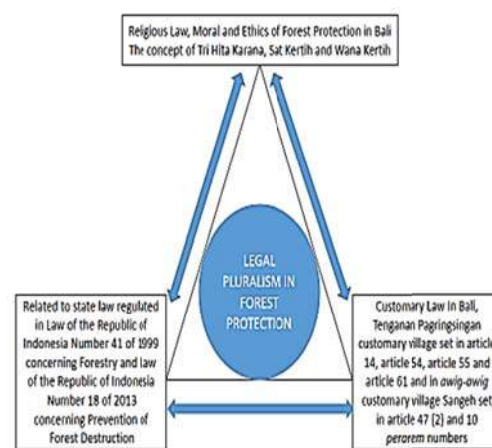 Religious Law, Moral and Ethics of Forest Protection in Bali
The concept of Tri Hita Karana, Sat Kertih and Wana Kertih
LEGAL
PLURALISM IN
FOREST
PROTECTION
Related to state law regulated
in Law of the Republic of
Indonesia Number 41 of 1999
concerning Forestry and law
of the Republic of Indonesia
Number 18 of 2013
concerning Prevention of
Forest Destruction
Customary Law In Bali,
Tenganan Pagringsingan
customary village set in article
14, article 54, article 55 and
article 61 and in awig-awig
customary village Sangeh set
in article 47 (2) and 10
perarem numbers